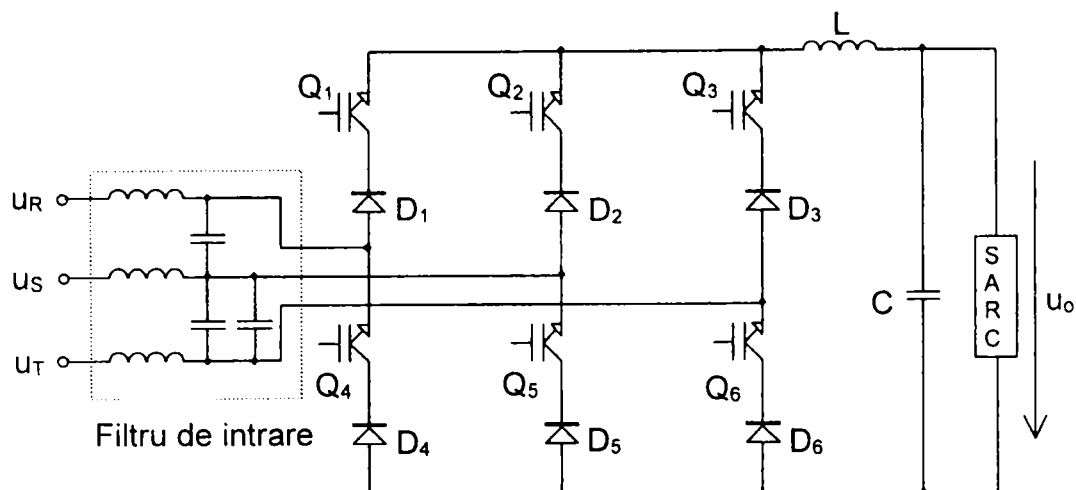 L
Q1
Q2
Q3
uR
D1
D2
D3
uS
SARC
C
uo
uT
Q4
Q5
Q6
Filtru de intrare
D4
D5
D6